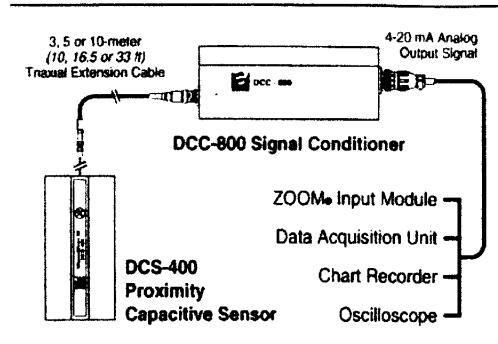 3, 5 or 10-meter
(10, 16.5 or 33 ft)
Triaxial Extension Cable
4-20 mA Analog
Output Signal
DCC - 800
DCC-800 Signal Conditioner
ZOOM® Input Module
Data Acquisition Unit
Chart Recorder
Oscilloscope
DCS-400
Proximity
Capacitive Sensor